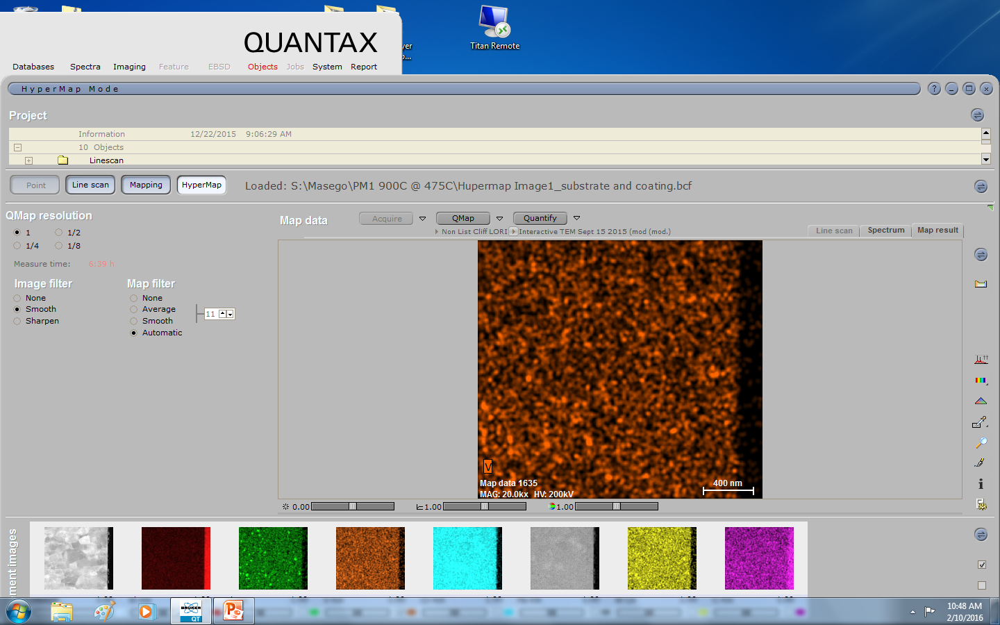 QUANTAX
Titan Remote
yer
Databases Spectra Imaging Feature EBSD Objects Jobs System Report
HyperMap Mode
Project
Information 12/22/2015 9:06:29 AM
10 Objects
Linescan
Point Line scan Mapping HyperMap Loaded: S:\Masego\PM1 900C @ 475C\Hupermap Image1_substrate and coating.bcf
QMap resolution
1 1/2
1/4 1/8
Measure time: 6:39 h
Image filter Map filter
None None
Smooth Average
Sharpen Smooth
Automatic
11
Map data Acquire QMap Quantify
Non List Cliff LORI Interactive TEM Sept 15 2015 (mod (mod.)
Line scan Spectrum Map result
V
Map data 1635
MAG: 20.0kx HV: 200kV
400 nm
0.00 1.00 1.00
ment images
BRUKER
QT
10:48 AM
2/10/2016